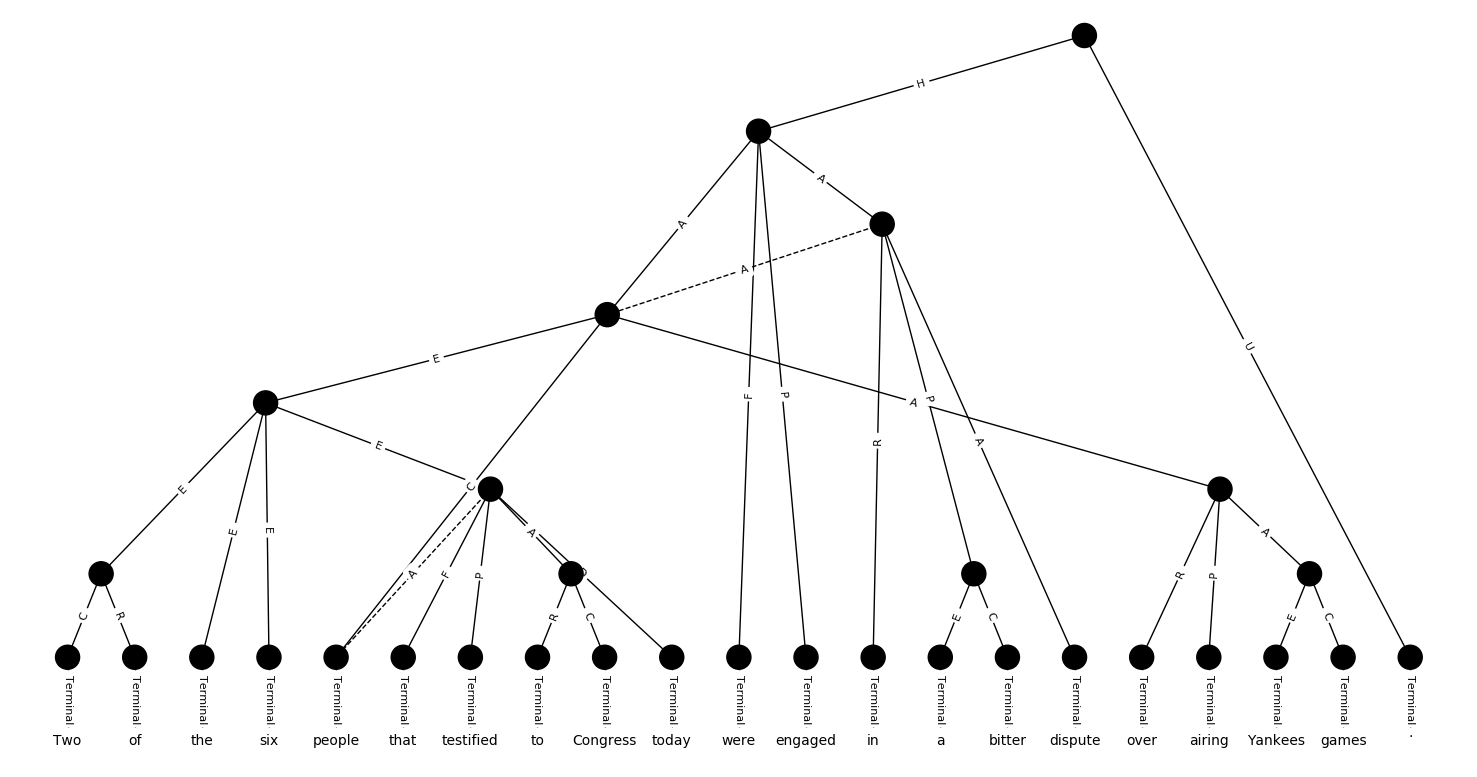 H
A
A
U
A
E
A
F
P
R
P
A
E
E
E
E
C
A
F
P
A
D
R
P
A
C
R
R
C
E
C
E
C
Terminal Terminal Terminal Terminal Terminal Terminal Terminal Terminal Terminal Terminal Terminal Terminal Terminal Terminal Terminal Terminal Terminal Terminal Terminal Terminal Terminal
Two of the six people that testified to Congress today were engaged in a bitter dispute over airing Yankees games .